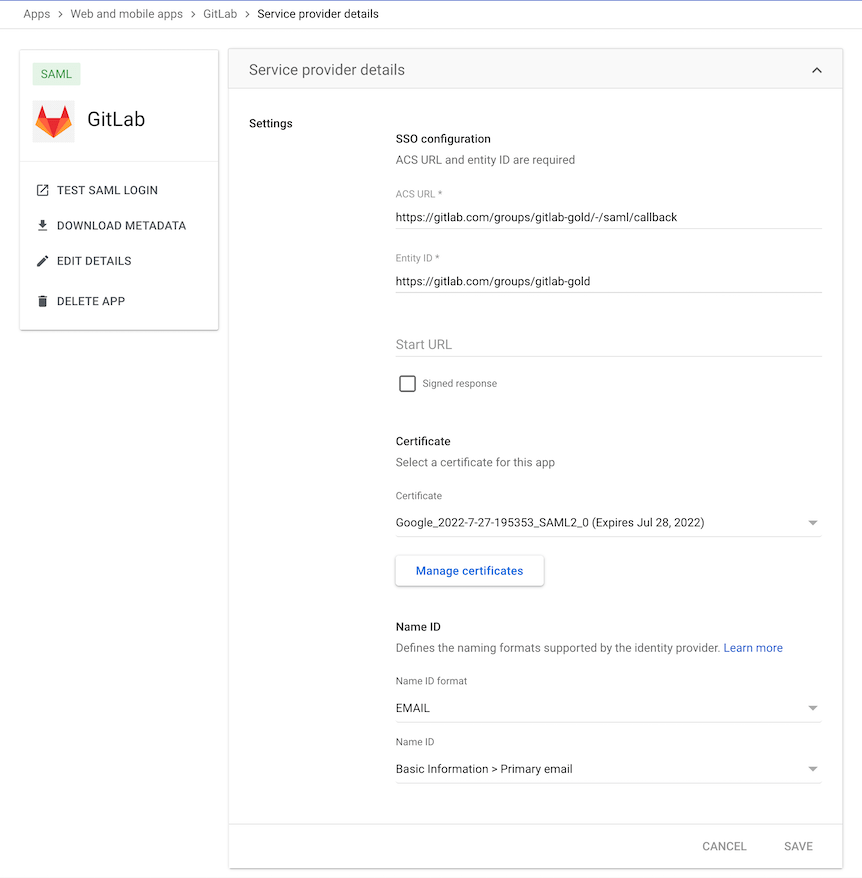 Apps > Web and mobile apps > GitLab > Service provider details
SAML
GitLab
TEST SAML LOGIN
DOWNLOAD METADATA
EDIT DETAILS
DELETE APP
Service provider details
Settings
SSO configuration
ACS URL and entity ID are required
ACS URL *
https://gitlab.com/groups/gitlab-gold/-/saml/callback
Entity ID *
https://gitlab.com/groups/gitlab-gold
Start URL
Signed response
Certificate
Select a certificate for this app
Certificate
Google_2022-7-27-195353_SAML2_0 (Expires Jul 28, 2022)
Manage certificates
Name ID
Defines the naming formats supported by the identity provider. Learn more
Name ID format
EMAIL
Name ID
Basic Information > Primary email
CANCEL
SAVE